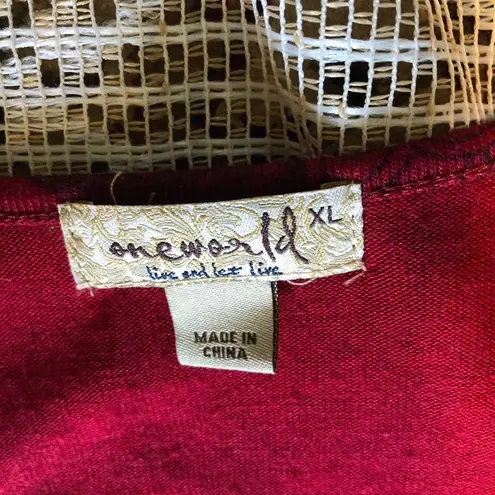 oneworld XL
live and let live
MADE IN
CHINA